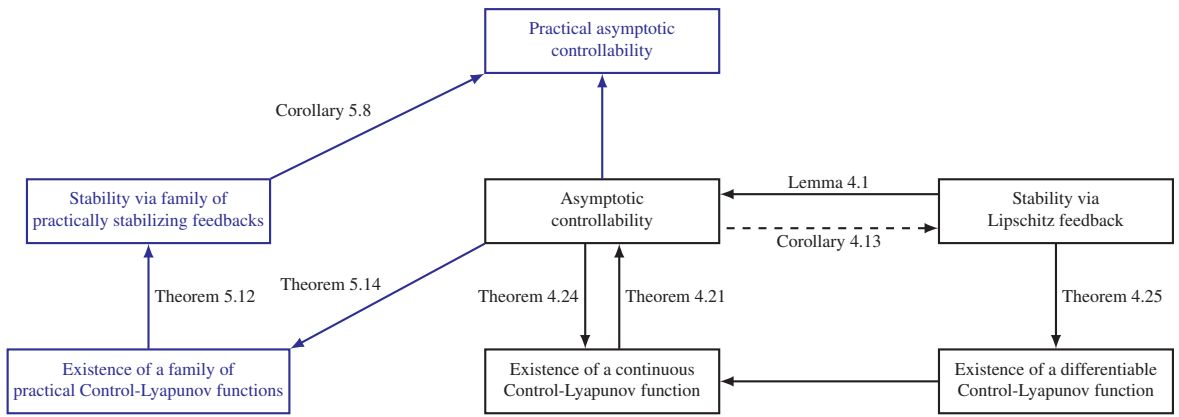 Practical asymptotic
controllability
Corollary 5.8
Stability via family of
practically stabilizing feedbacks
Asymptotic
controllability
Lemma 4.1
Corollary 4.13
Stability via
Lipschitz feedback
Theorem 5.12
Theorem 5.14
Theorem 4.24
Theorem 4.21
Theorem 4.25
Existence of a family of
practical Control-Lyapunov functions
Existence of a continuous
Control-Lyapunov function
Existence of a differentiable
Control-Lyapunov function